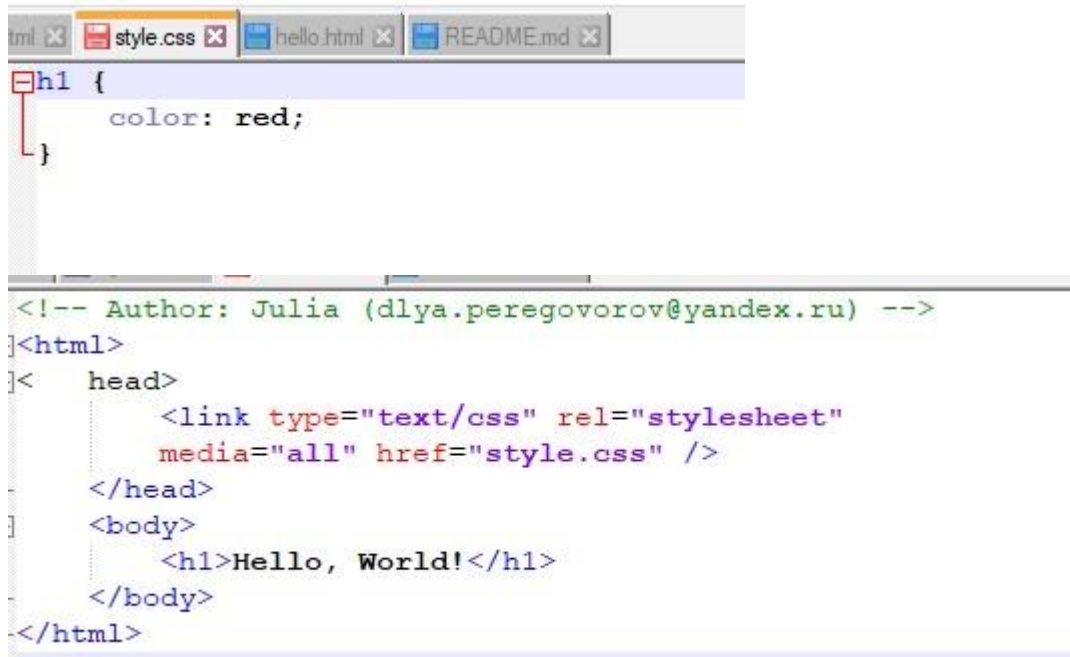 tml style.css hello.html README.md
h1 {
color: red;
}
<!-- Author: Julia (dlya.peregovorov@yandex.ru) -->
<html>
< head>
<link type="text/css" rel="stylesheet"
media="all" href="style.css" />
</head>
<body>
<h1>Hello, World!</h1>
</body>
</html>